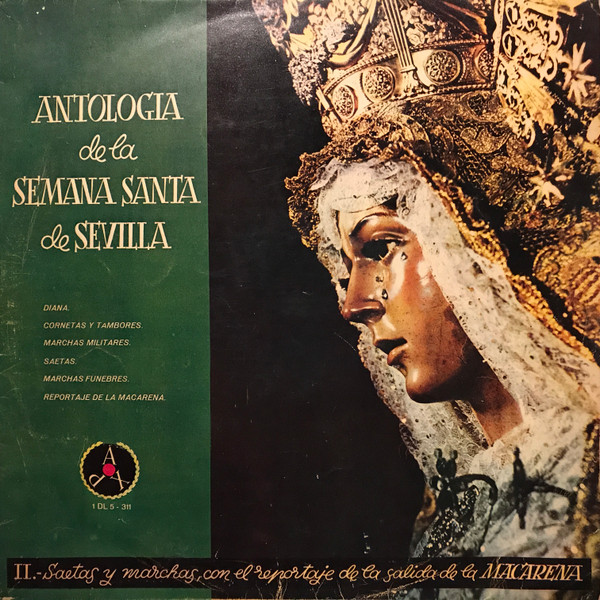 ANTOLOGIA
de la
SEMANA SANTA
de SEVILLA
DIANA.
CORNETAS Y TAMBORES.
MARCHAS MILITARES.
SAETAS.
MARCHAS FUNEBRES.
REPORTAJE DE LA MACARENA.
A
1 DL 5 - 311
II.-Saetas y marchas, con el reportaje de la salida de la MACARENA